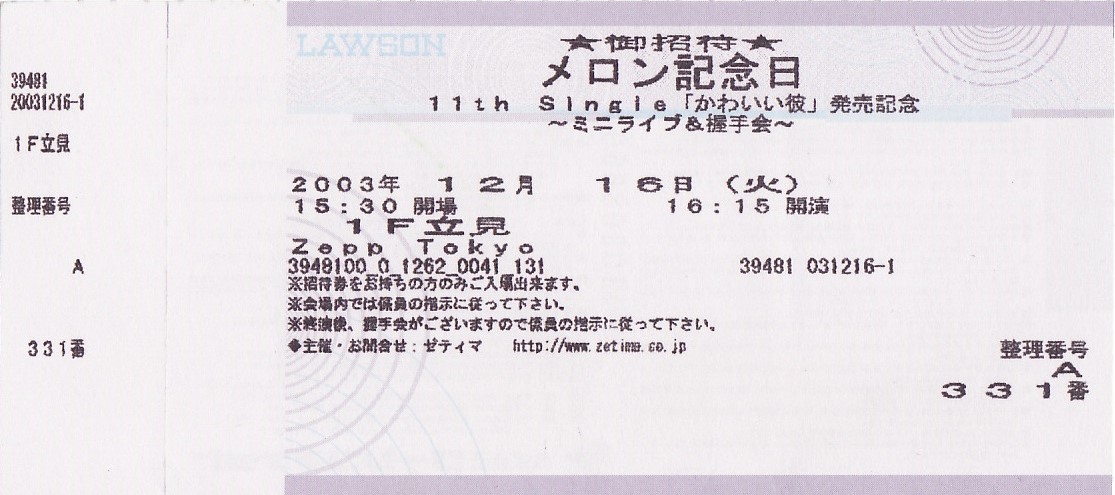 39481
20031216-1
1F立見
整理番号
A
331番
LAWSON
★御招待★
メロン記念日
11th Single「かわいい彼」発売記念
～ミニライブ&握手会～
2003年 12月 16日 (火)
15:30 開場 16:15 開演
1F立見
Zepp Tokyo
3948100_0_1262_0041_131 39481 031216-1
※招待券をお持ちの方のみご入場出来ます。
※会場内では係員の指示に従って下さい。
※終演後、握手会がございますので係員の指示に従って下さい。
◆主催・お問合せ:ゼティマ http://www.zetima.co.jp
整理番号
A
331番